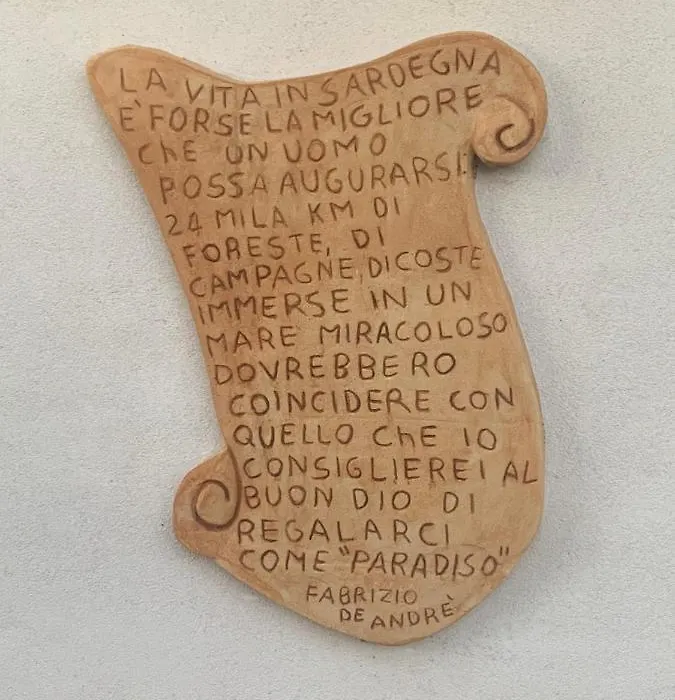 LA VITA IN SARDEGNA
È FORSE LA MIGLIORE
ChE UN UOMO
POSSA AUGURARSI:
24 MILA KM DI
FORESTE, DI
CAMPAGNE, DI COSTE
IMMERSE IN UN
MARE MIRACOLOSO
DOVREBBERO
COINCIDERE CON
QUELLO ChE IO
CONSIGLIEREI AL
BUON DIO DI
REGALARCI
COME "PARADISO"
FABRIZIO
DE ANDRÈ